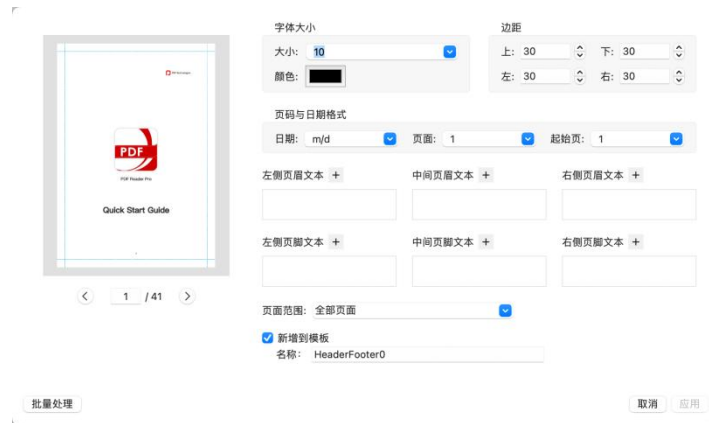 字体大小
边距
大小: 10
上: 30 下: 30
颜色:
左: 30 右: 30
页码与日期格式
日期: m/d 页面: 1 起始页: 1
PDF
PDF Reader Pro
Quick Start Guide
左侧页眉文本 + 中间页眉文本 + 右侧页眉文本 +
左侧页脚文本 + 中间页脚文本 + 右侧页脚文本 +
1 / 41
页面范围: 全部页面
新增到模板
名称: HeaderFooter0
批量处理 取消 应用